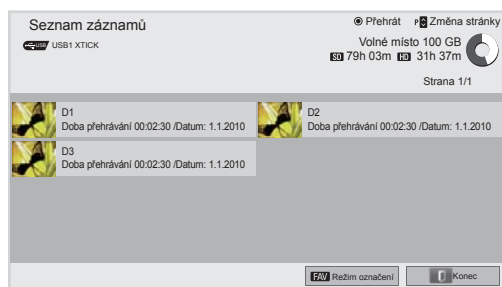 Seznam záznamů
Přehrát P Změna stránky
USB USB1 XTICK
Volné místo 100 GB
SD 79h 03m HD 31h 37m
Strana 1/1
D1
Doba přehrávání 00:02:30 /Datum: 1.1.2010
D2
Doba přehrávání 00:02:30 /Datum: 1.1.2010
D3
Doba přehrávání 00:02:30 /Datum: 1.1.2010
FAV Režim označení
Konec